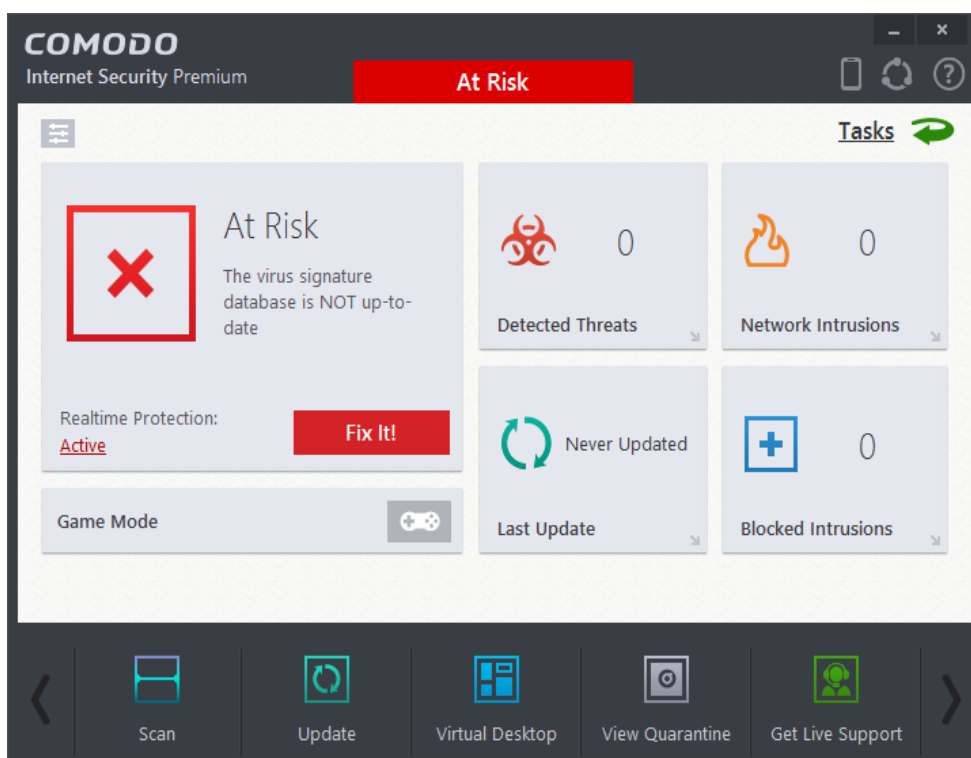 COMODO
Internet Security Premium
At Risk
Tasks
At Risk
The virus signature
database is NOT up-to-
date
Realtime Protection:
Active
Fix It!
Game Mode
0
Detected Threats
0
Network Intrusions
Never Updated
Last Update
0
Blocked Intrusions
Scan
Update
Virtual Desktop
View Quarantine
Get Live Support